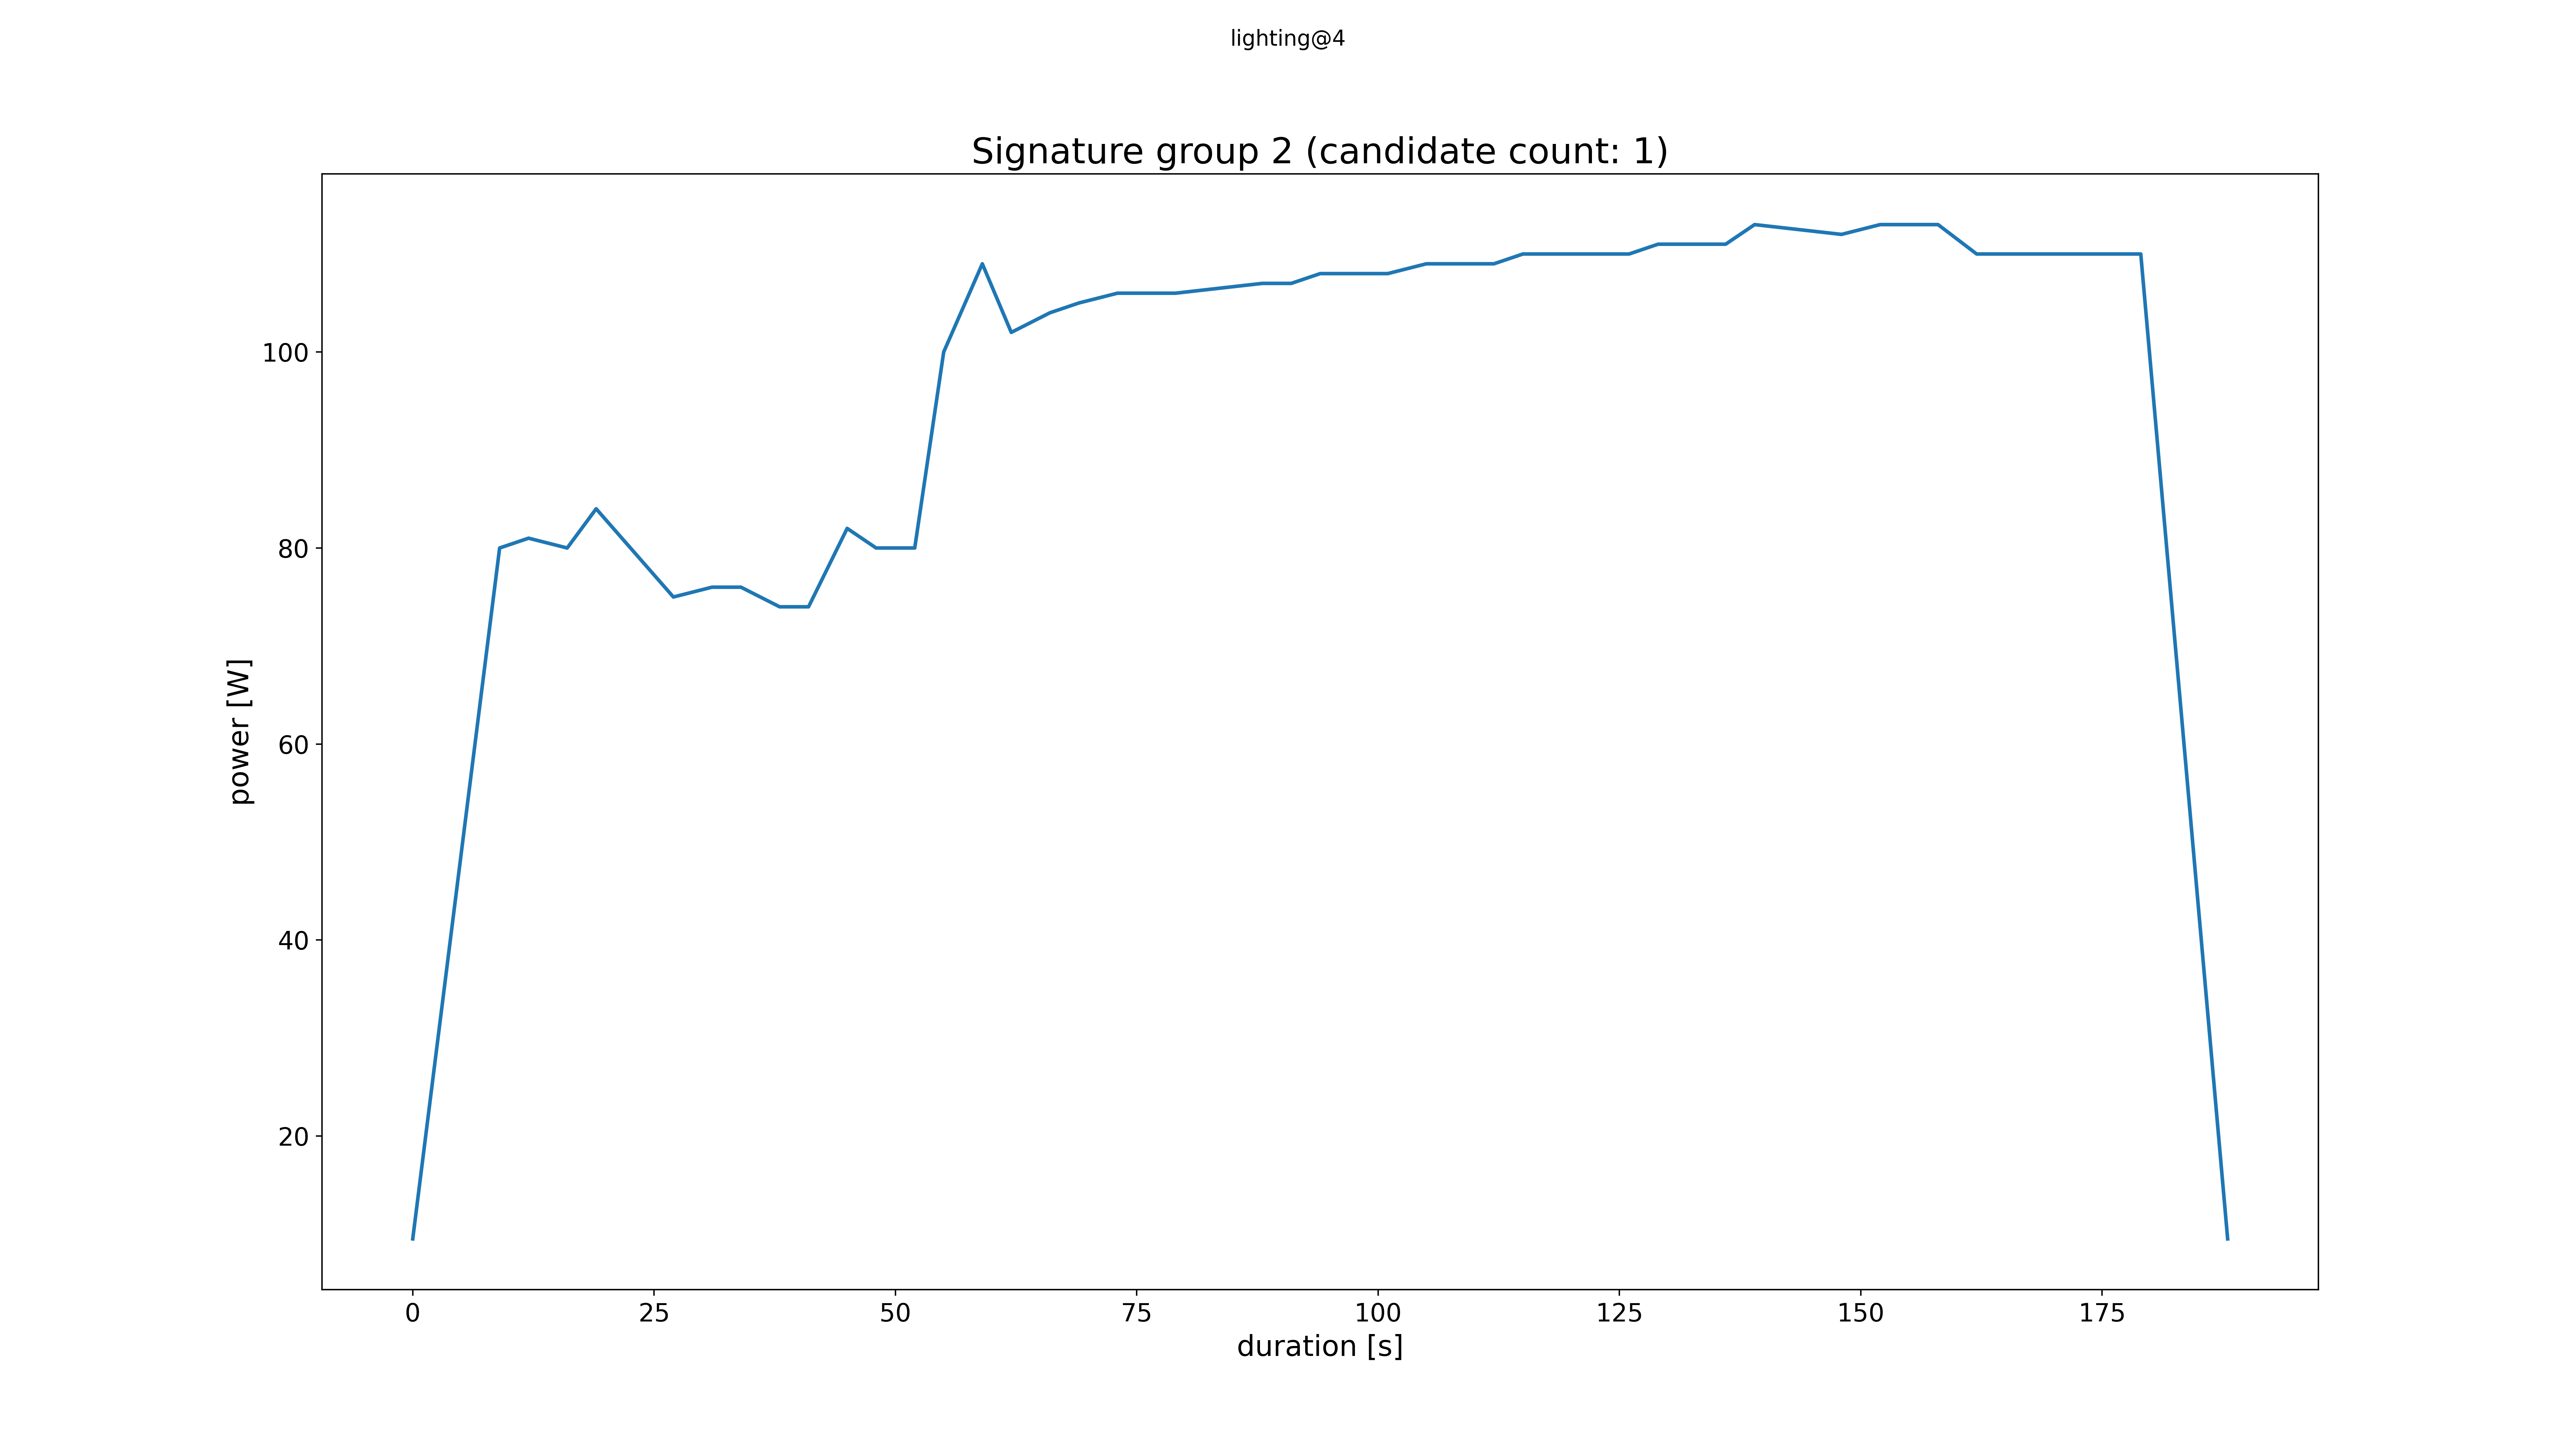 lighting@4
Signature group 2 (candidate count: 1)
power [W]
100
80
60
40
20
0 25 50 75 100 125 150 175
duration [s]